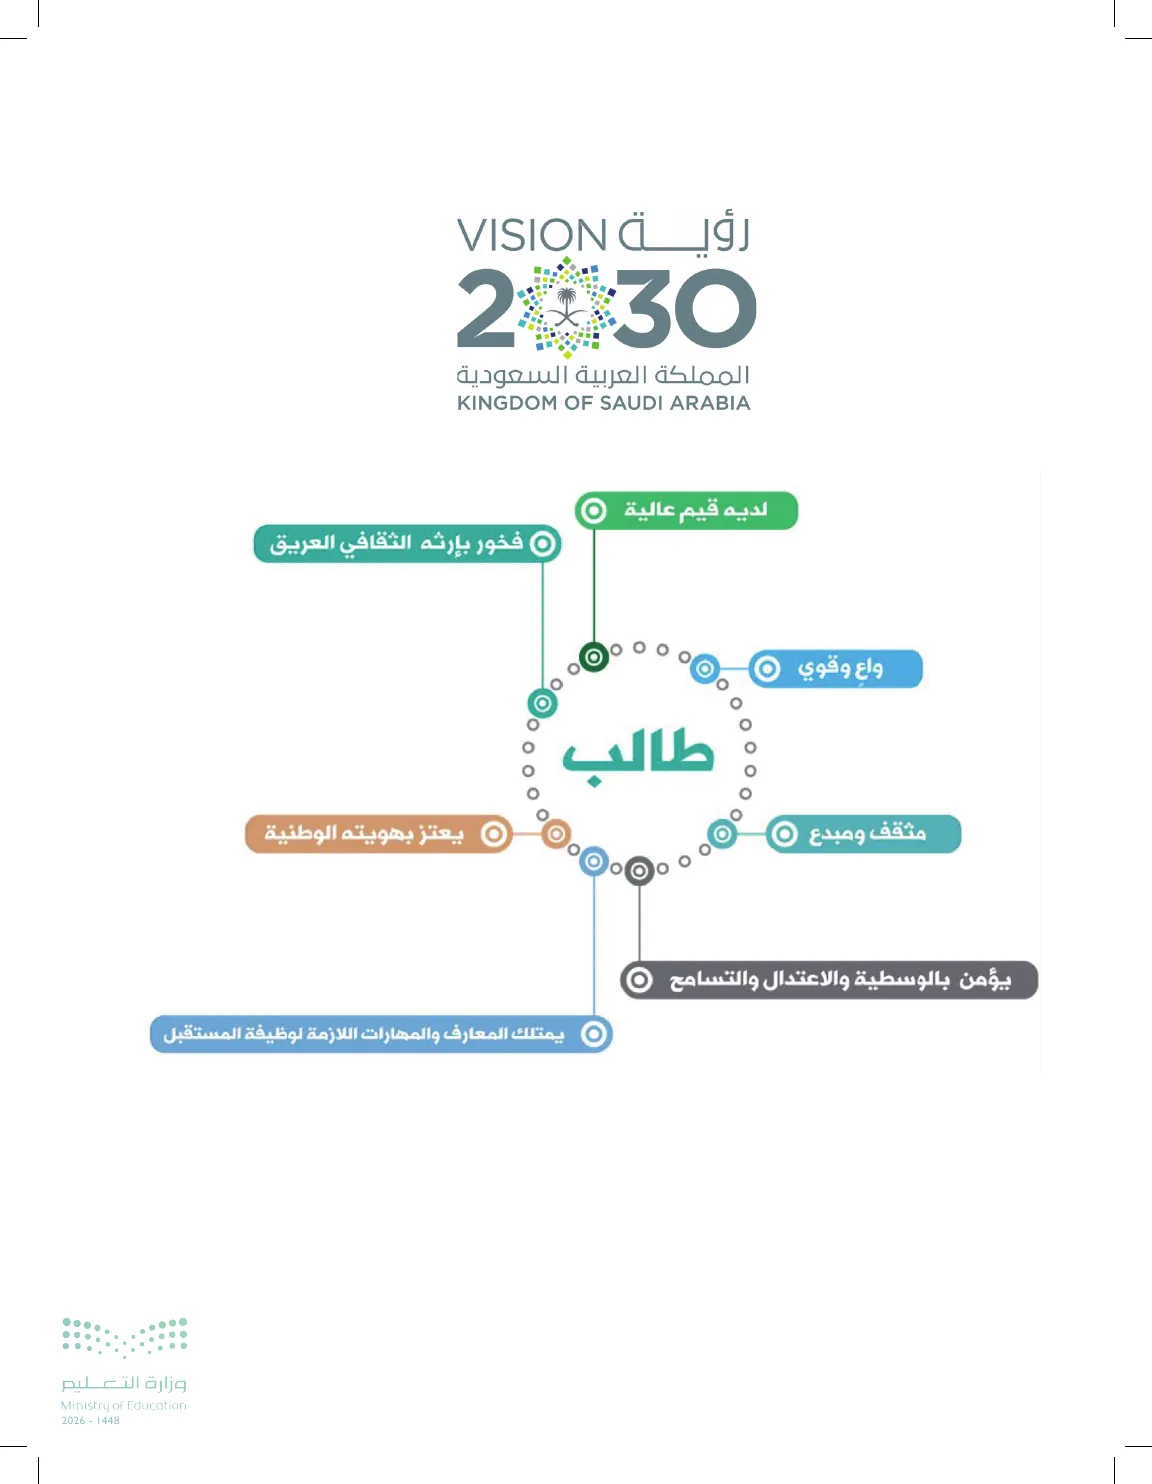 VISION رؤيـــة
2030
المملكة العربية السعودية
KINGDOM OF SAUDI ARABIA
لديه قيم عالية
فخور بإرثه الثقافي العريق
واعٍ وقوي
طالب
يعتز بهويته الوطنية
مثقف ومبدع
يؤمن بالوسطية والاعتدال والتسامح
يمتلك المعارف والمهارات اللازمة لوظيفة المستقبل
وزارة التعـــليم
Ministry of Education
2026 - 1448